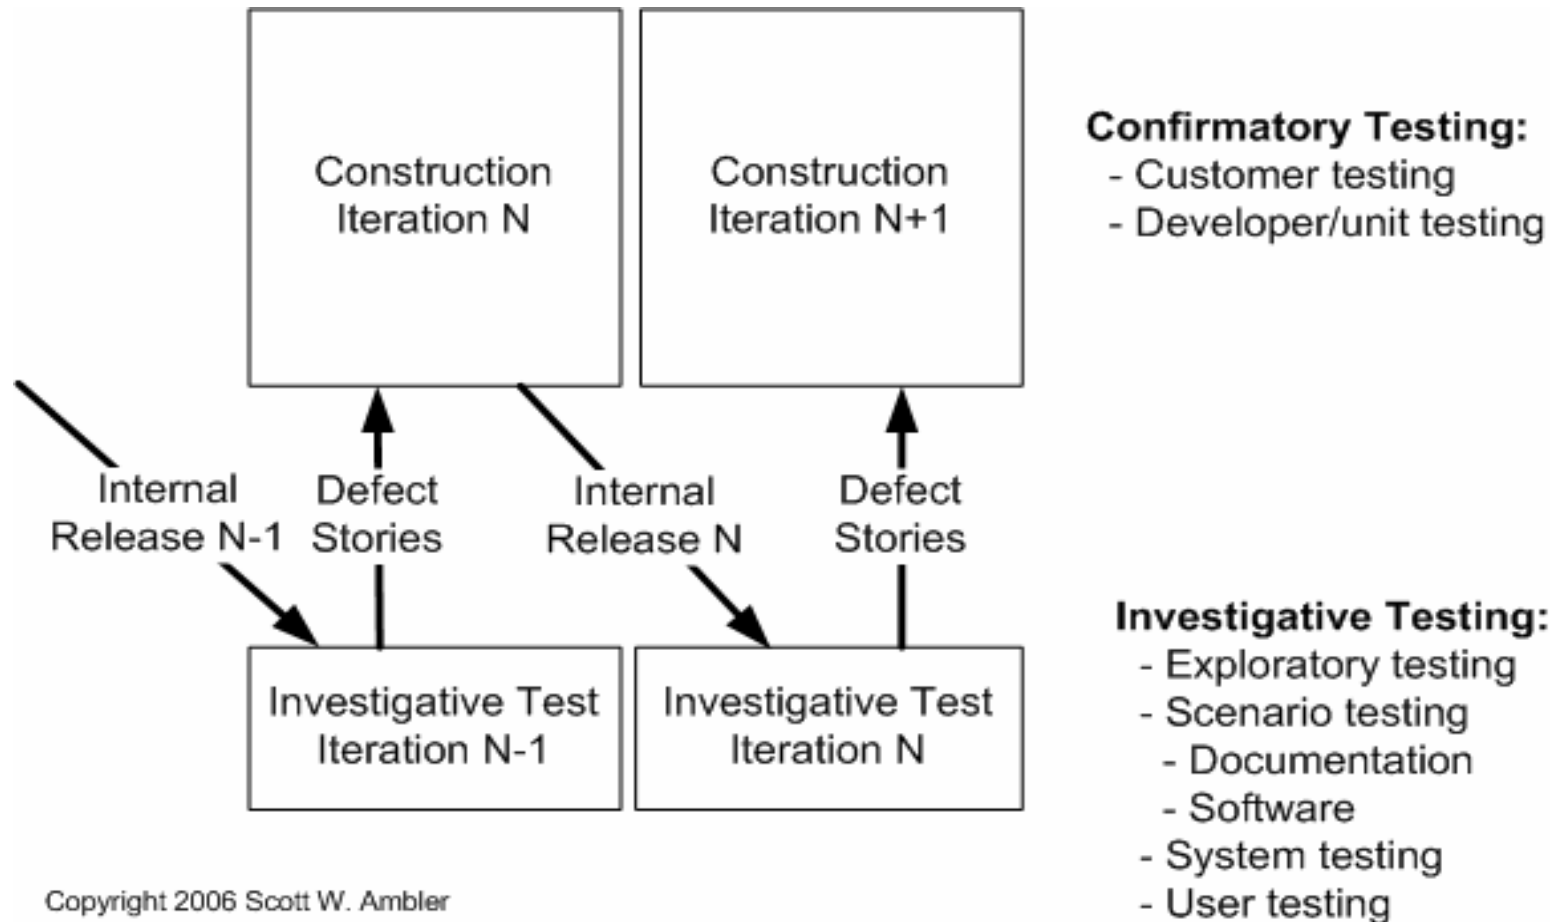 Construction
Iteration N
Construction
Iteration N+1
Confirmatory Testing:
- Customer testing
- Developer/unit testing
Internal
Release N-1
Defect
Stories
Internal
Release N
Defect
Stories
Investigative Test
Iteration N-1
Investigative Test
Iteration N
Investigative Testing:
- Exploratory testing
- Scenario testing
- Documentation
- Software
- System testing
- User testing
Copyright 2006 Scott W. Ambler